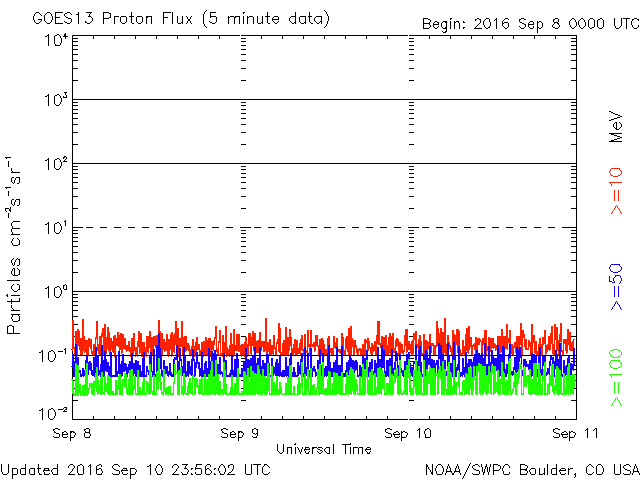 GOES13 Proton Flux (5 minute data)
Begin: 2016 Sep 8 0000 UTC
10⁴
10³
10²
10¹
10⁰
10⁻¹
10⁻²
Particles cm⁻²s⁻¹sr⁻¹
MeV
>=10
>=50
>=100
Sep 8 Sep 9 Sep 10 Sep 11
Universal Time
Updated 2016 Sep 10 23:56:02 UTC
NOAA/SWPC Boulder, CO USA